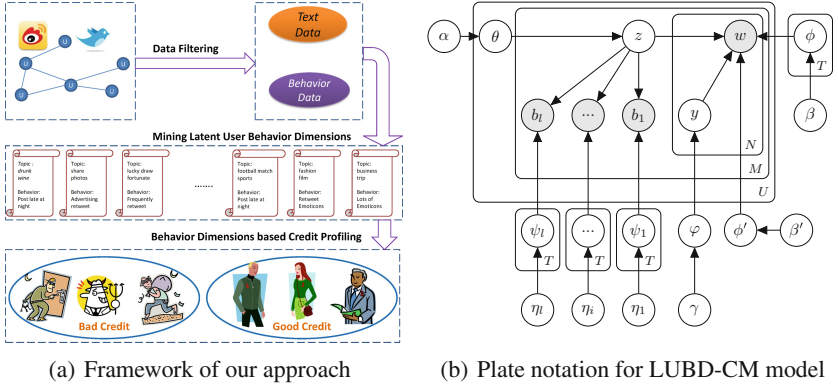 Data Filtering
Text
Data
Behavior
Data
U
U
U
U
U
U
Mining Latent User Behavior Dimensions
Topic :
drunk
wine
Behavior:
Post late at
night
Topic:
share
photos
Behavior:
Advertising
retweet
Topic:
lucky draw
fortunate
Behavior:
Frequently
retweet
.......
Topic:
football match
sports
Behavior:
Post late at
night
Topic:
fashion
film
Behavior:
Retweet
Emoticons
Topic:
business
trip
Behavior:
Lots of
Emoticons
Behavior Dimensions based Credit Profiling
Bad Credit
Good Credit
(a) Framework of our approach
α θ z w ϕ
T
b_l ... b_1 y β
N
M
U
ψ_l ... ψ_1 φ ϕ′ β′
T T T
η_l η_i η_1 γ
(b) Plate notation for LUBD-CM model